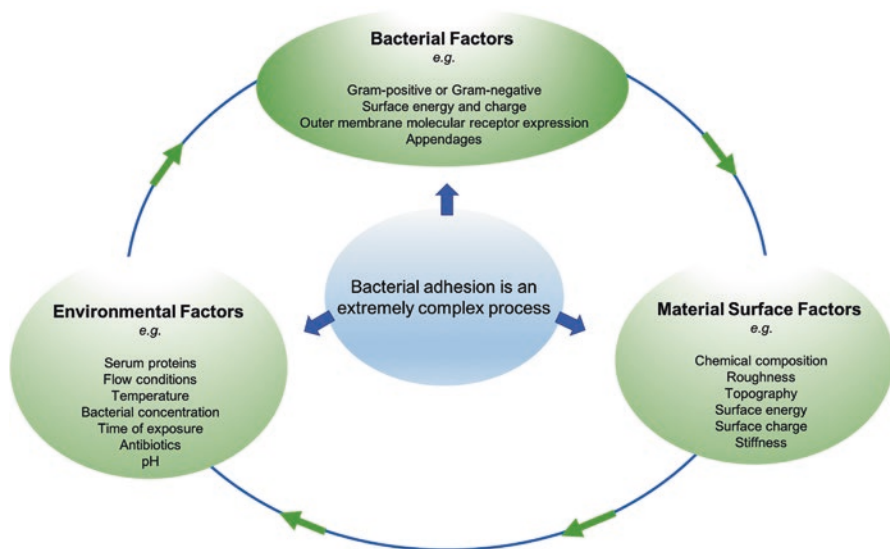 Bacterial Factors
e.g.
Gram-positive or Gram-negative
Surface energy and charge
Outer membrane molecular receptor expression
Appendages
Bacterial adhesion is an
extremely complex process
Environmental Factors
e.g.
Serum proteins
Flow conditions
Temperature
Bacterial concentration
Time of exposure
Antibiotics
pH
Material Surface Factors
e.g.
Chemical composition
Roughness
Topography
Surface energy
Surface charge
Stiffness